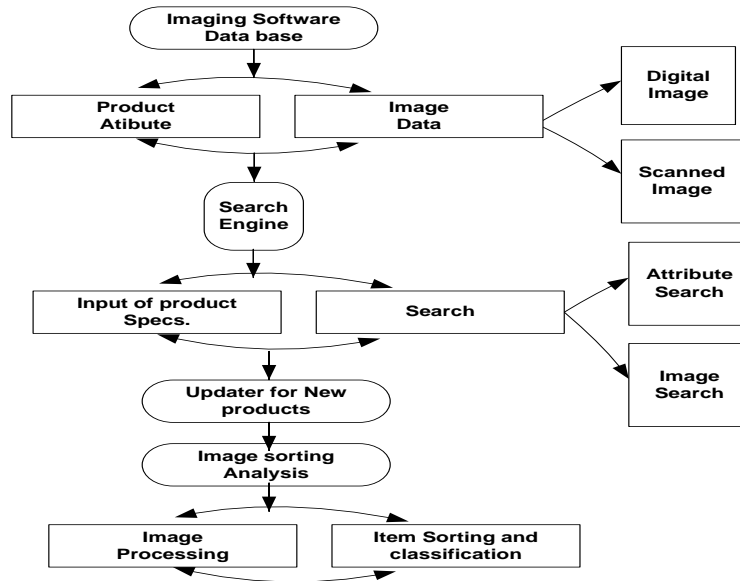 Imaging Software
Data base
Product
Atibute
Image
Data
Digital
Image
Scanned
Image
Search
Engine
Input of product
Specs.
Search
Attribute
Search
Image
Search
Updater for New
products
Image sorting
Analysis
Image
Processing
Item Sorting and
classification